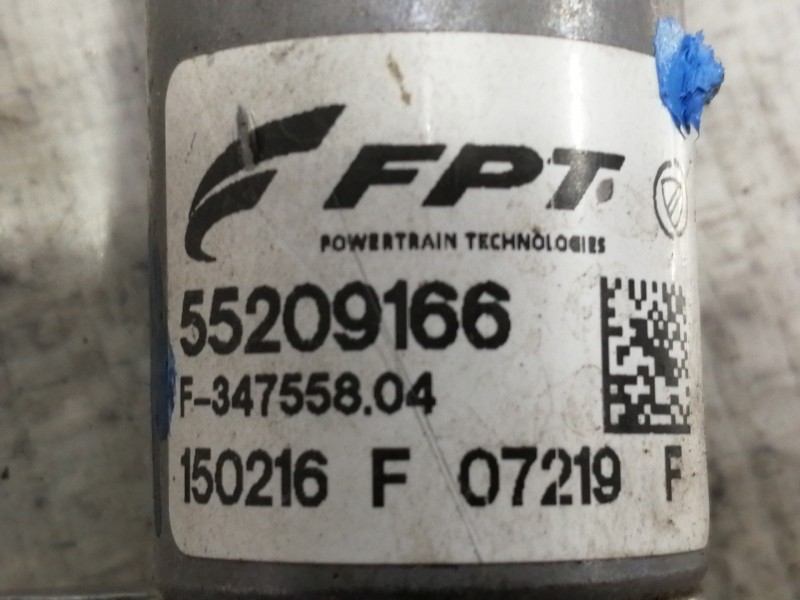 FPT
POWERTRAIN TECHNOLOGIES
55209166
F-347558.04
150216 F 07219 F